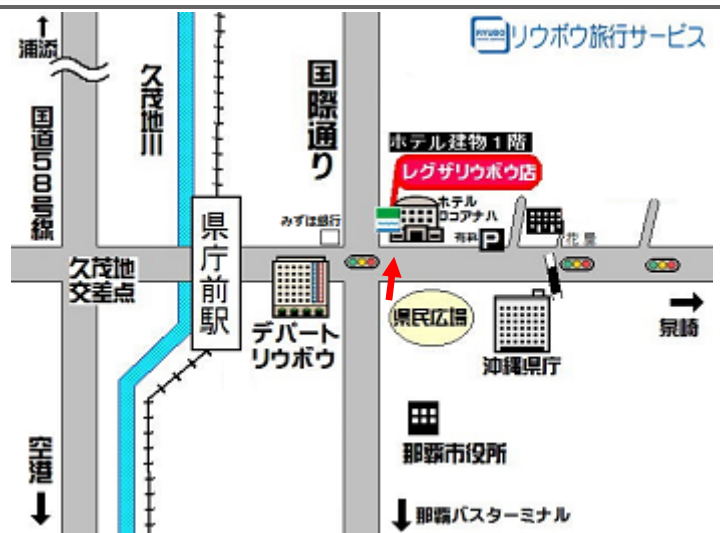 RYUBO リウボウ旅行サービス
浦添
久茂地川
国際通り
国道58号線
ホテル建物1階
レグザリウボウ店
ホテル
ロコアナハ
みずほ銀行
有料 P
花屋
県庁前駅
久茂地
交差点
デパート
リウボウ
県民広場
沖縄県庁
泉崎
那覇市役所
空港
那覇バスターミナル